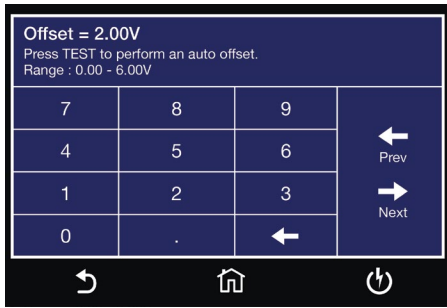 Offset = 2.00V
Press TEST to perform an auto offset.
Range : 0.00 - 6.00V
7 8 9
4 5 6
Prev
1 2 3
Next
0 .